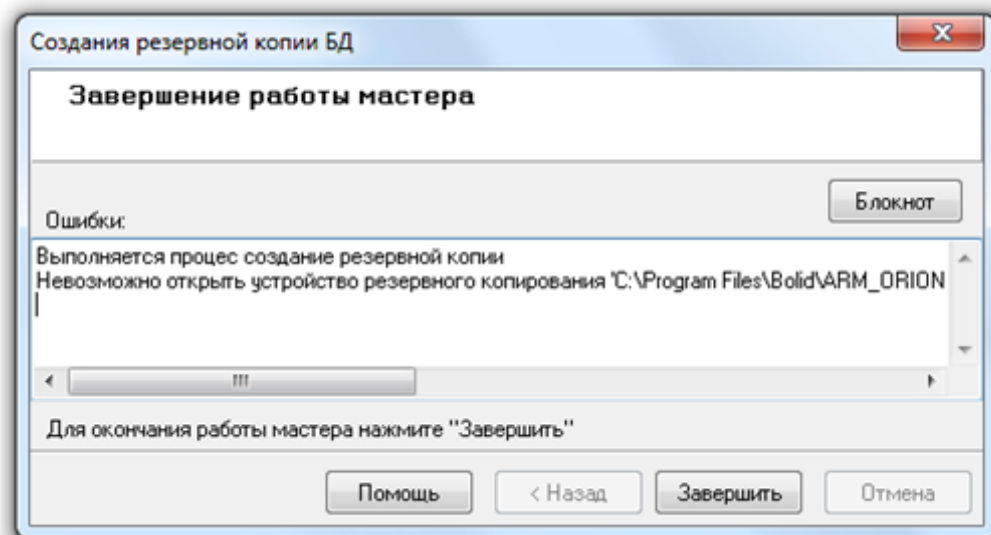 Создания резервной копии БД
Завершение работы мастера
Блокнот
Ошибки:
Выполняется процес создание резервной копии
Невозможно открыть устройство резервного копирования 'C:\Program Files\Bolid\ARM_ORION
Для окончания работы мастера нажмите "Завершить"
Помощь
< Назад
Завершить
Отмена